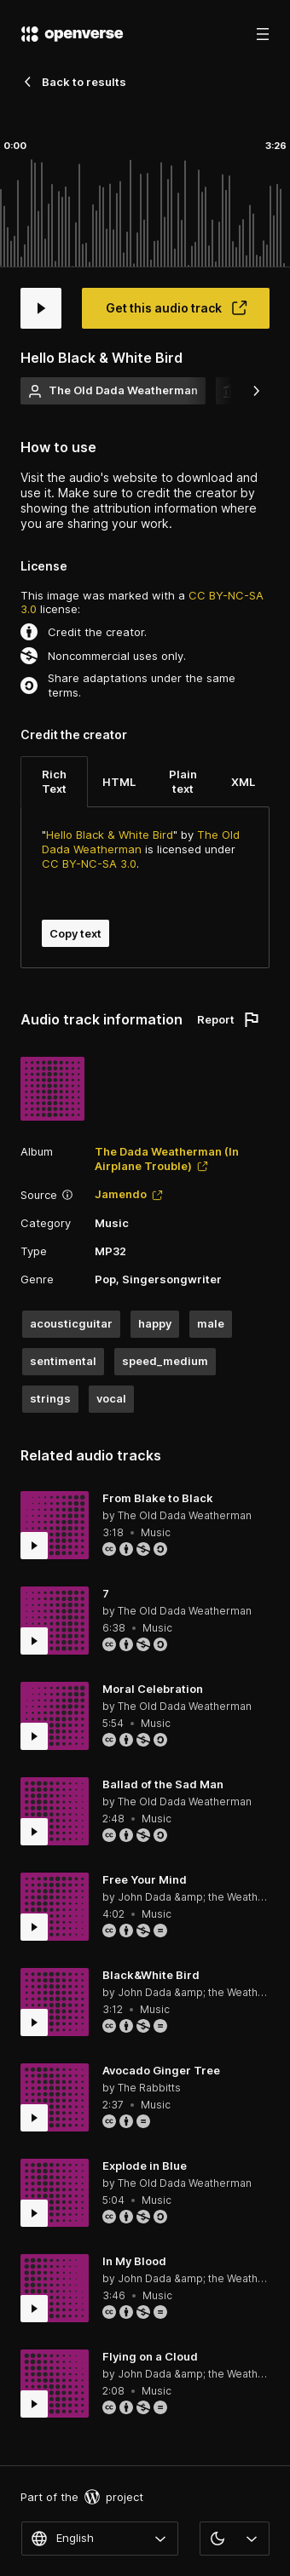 openverse
Back to results
0:00
3:26
Get this audio track
Hello Black & White Bird
The Old Dada Weatherman
How to use
Visit the audio's website to download and
use it. Make sure to credit the creator by
showing the attribution information where
you are sharing your work.
License
This image was marked with a CC BY-NC-SA
3.0 license:
Credit the creator.
Noncommercial uses only.
Share adaptations under the same
terms.
Credit the creator
Rich
Text
HTML
Plain
text
XML
"Hello Black & White Bird" by The Old
Dada Weatherman is licensed under
CC BY-NC-SA 3.0.
Copy text
Audio track information
Report
Album
The Dada Weatherman (In
Airplane Trouble)
Source
Jamendo
Category
Music
Type
MP32
Genre
Pop, Singersongwriter
acousticguitar
happy
male
sentimental
speed_medium
strings
vocal
Related audio tracks
From Blake to Black
by The Old Dada Weatherman
3:18 • Music
7
by The Old Dada Weatherman
6:38 • Music
Moral Celebration
by The Old Dada Weatherman
5:54 • Music
Ballad of the Sad Man
by The Old Dada Weatherman
2:48 • Music
Free Your Mind
by John Dada &amp; the Weath...
4:02 • Music
Black&White Bird
by John Dada &amp; the Weath...
3:12 • Music
Avocado Ginger Tree
by The Rabbitts
2:37 • Music
Explode in Blue
by The Old Dada Weatherman
5:04 • Music
In My Blood
by John Dada &amp; the Weath...
3:46 • Music
Flying on a Cloud
by John Dada &amp; the Weath...
2:08 • Music
Part of the
project
English